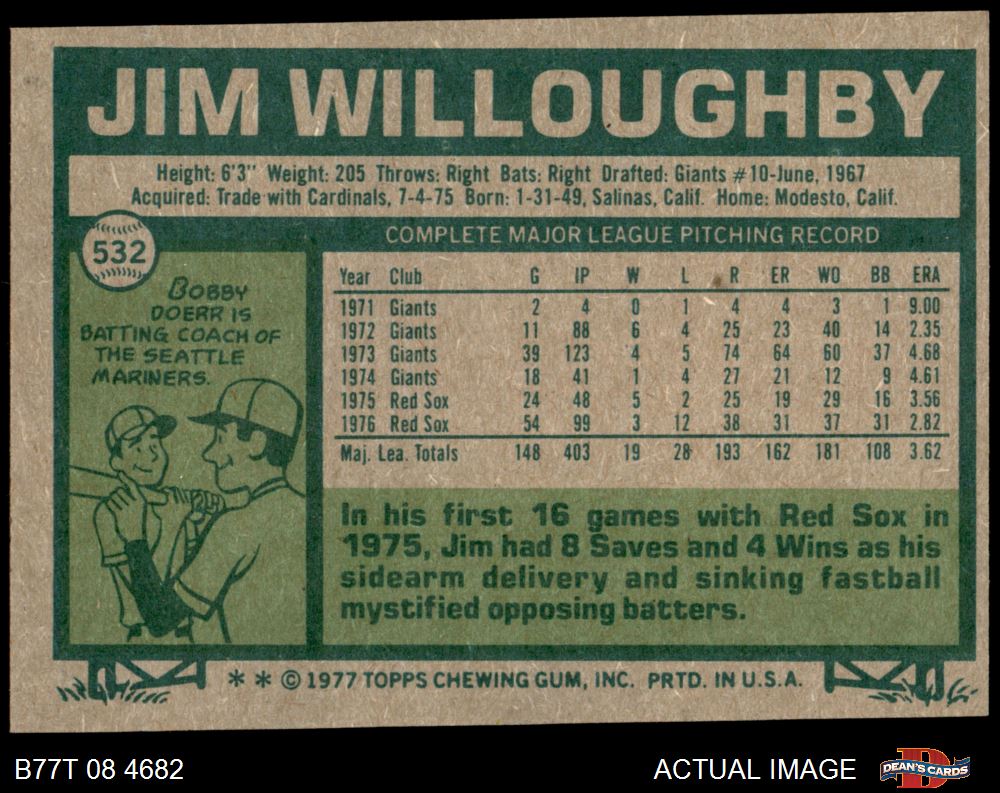 JIM WILLOUGHBY
Height: 6'3" Weight: 205 Throws: Right Bats: Right Drafted: Giants #10-June, 1967
Acquired: Trade with Cardinals, 7-4-75 Born: 1-31-49, Salinas, Calif. Home: Modesto, Calif.
532
BOBBY
DOERR IS
BATTING COACH OF
THE SEATTLE
MARINERS.
COMPLETE MAJOR LEAGUE PITCHING RECORD
Year Club G IP W L R ER WO BB ERA
1971 Giants 2 4 0 1 4 4 3 1 9.00
1972 Giants 11 88 6 4 25 23 40 14 2.35
1973 Giants 39 123 4 5 74 64 60 37 4.68
1974 Giants 18 41 1 4 27 21 12 9 4.61
1975 Red Sox 24 48 5 2 25 19 29 16 3.56
1976 Red Sox 54 99 3 12 38 31 37 31 2.82
Maj. Lea. Totals 148 403 19 28 193 162 181 108 3.62
In his first 16 games with Red Sox in
1975, Jim had 8 Saves and 4 Wins as his
sidearm delivery and sinking fastball
mystified opposing batters.
** © 1977 TOPPS CHEWING GUM, INC. PRTD. IN U.S.A.
B77T 08 4682
ACTUAL IMAGE
DEAN'S CARDS